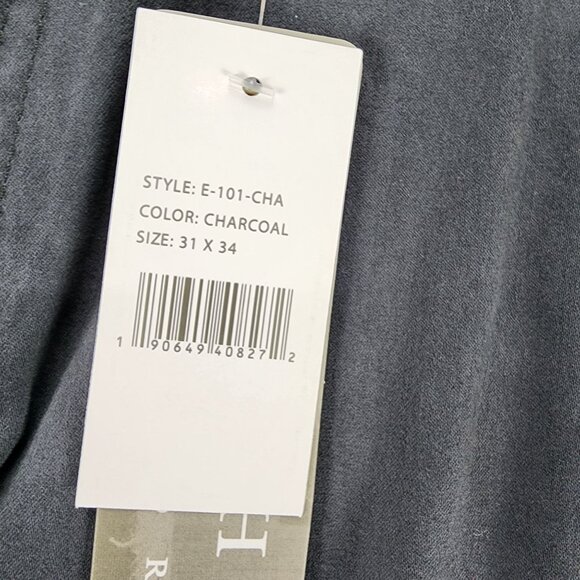 STYLE: E-101-CHA
COLOR: CHARCOAL
SIZE: 31 X 34
1 90649 40827 2
H
R